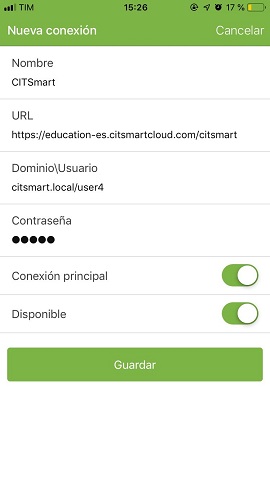 TIM 15:26 17 %
Nueva conexión Cancelar
Nombre
CITSmart
URL
https://education-es.citsmartcloud.com/citsmart
Dominio\Usuario
citsmart.local/user4
Contraseña
●●●●●
Conexión principal
Disponible
Guardar